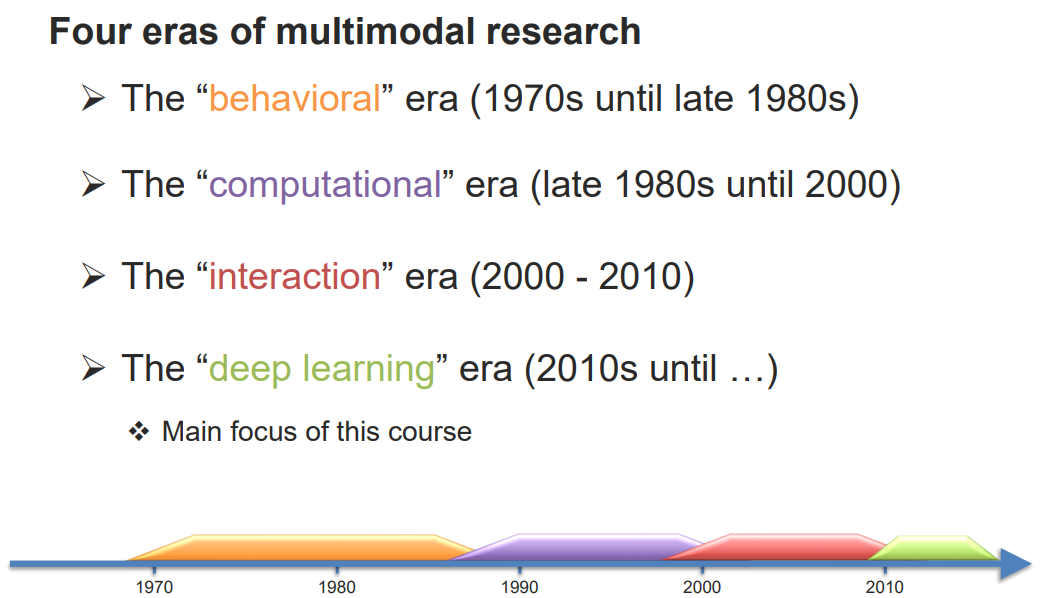 Four eras of multimodal research
➢ The “behavioral” era (1970s until late 1980s)
➢ The “computational” era (late 1980s until 2000)
➢ The “interaction” era (2000 - 2010)
➢ The “deep learning” era (2010s until …)
❖ Main focus of this course
1970 1980 1990 2000 2010